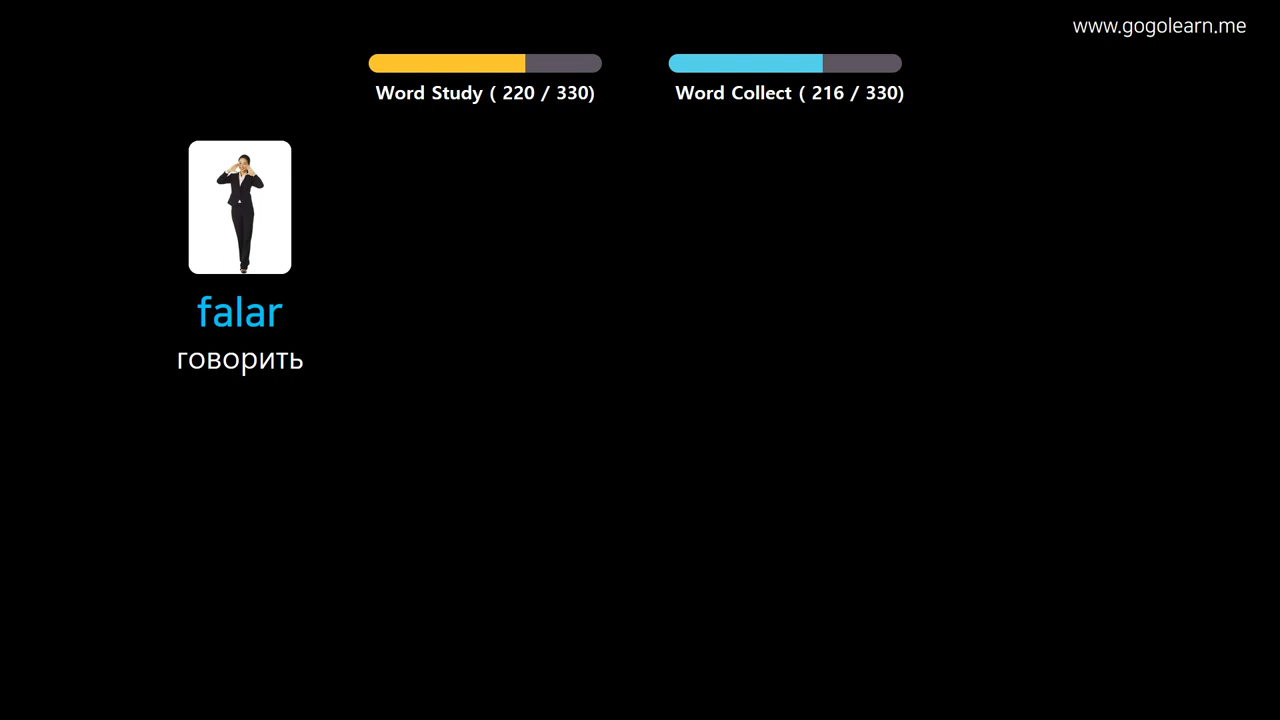 www.gogolearn.me
Word Study ( 220 / 330)
Word Collect ( 216 / 330)
falar
говорить